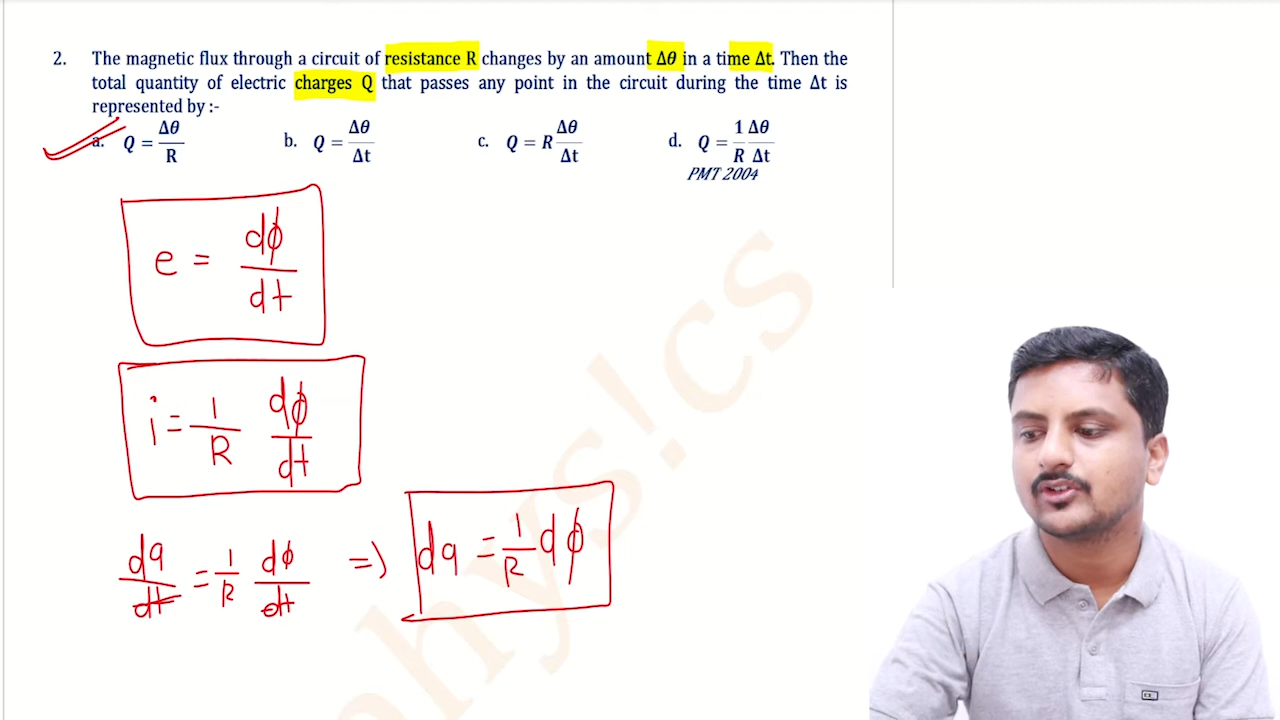 2. The magnetic flux through a circuit of resistance R changes by an amount Δθ in a time Δt. Then the
total quantity of electric charges Q that passes any point in the circuit during the time Δt is
represented by :-
a. Q = Δθ/R b. Q = Δθ/Δt c. Q = R Δθ/Δt d. Q = 1/R Δθ/Δt
PMT 2004
e = dϕ/dt
i = 1/R dϕ/dt
dq/dt = 1/R dϕ/dt ⇒ dq = 1/R dϕ
phys!cs